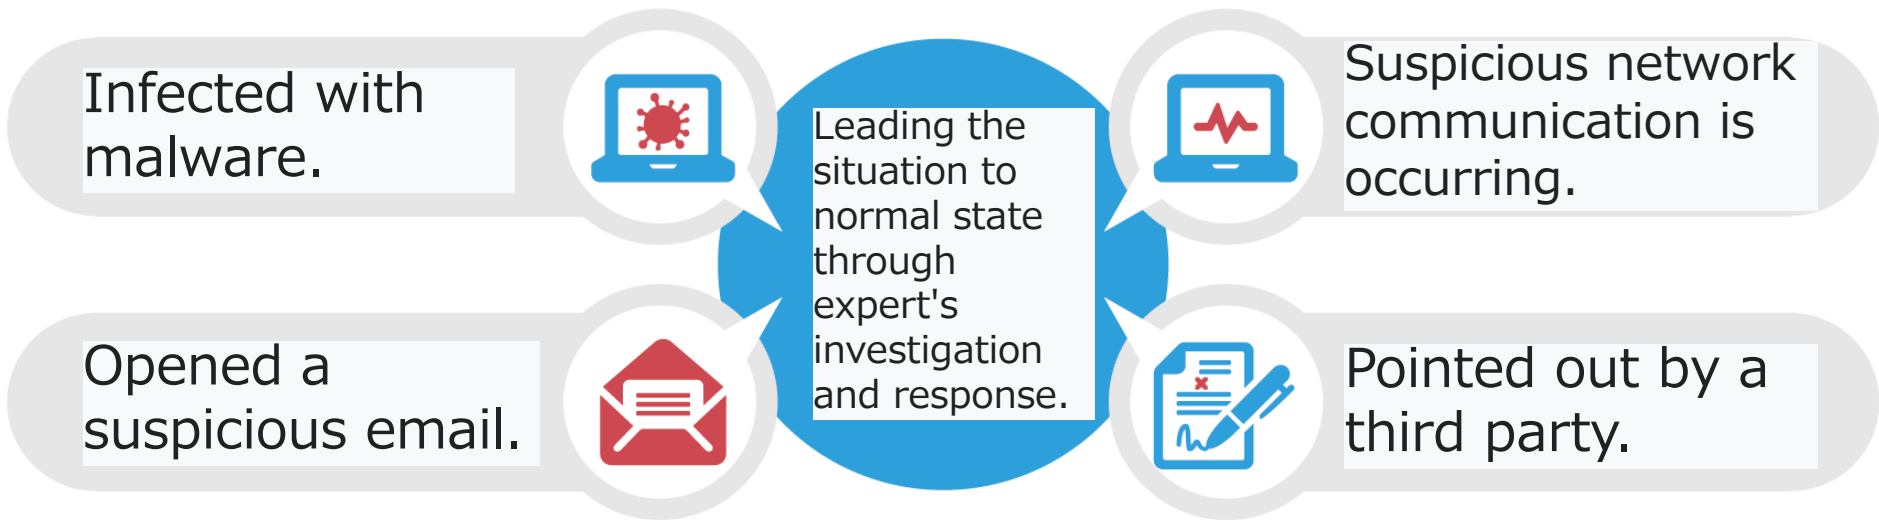 Infected with
malware.
Opened a
suspicious email.
Leading the
situation to
normal state
through
expert's
investigation
and response.
Suspicious network
communication is
occurring.
Pointed out by a
third party.